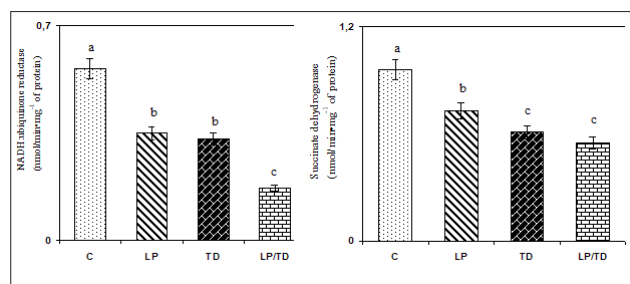 0,7
NADH:ubiquinone reductase
(nmol/min•mg⁻¹ of protein)
a
b
b
c
0
C LP TD LP/TD
1,2
Succinate dehydrogenase
(nmol/ min•mg⁻¹ of protein)
a
b
c
c
0
C LP TD LP/TD